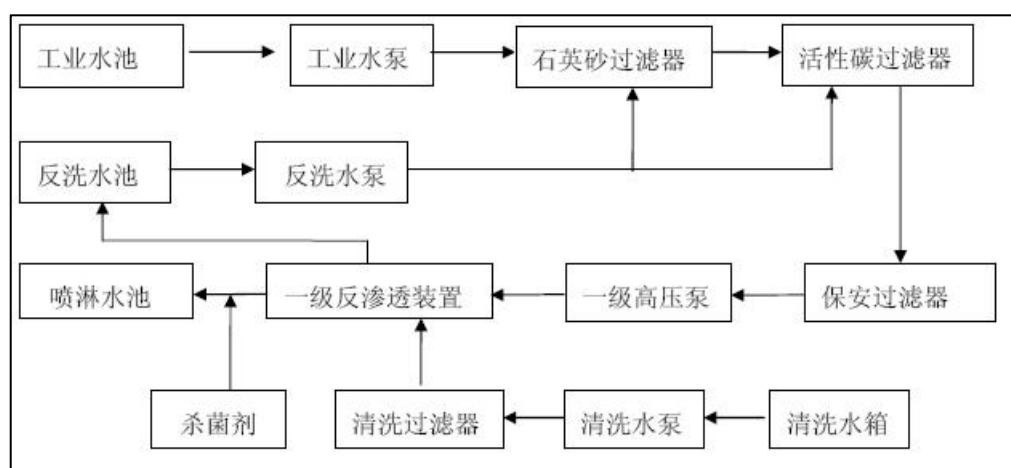 工业水池
工业水泵
石英砂过滤器
活性碳过滤器
反洗水池
反洗水泵
喷淋水池
一级反渗透装置
一级高压泵
保安过滤器
杀菌剂
清洗过滤器
清洗水泵
清洗水箱